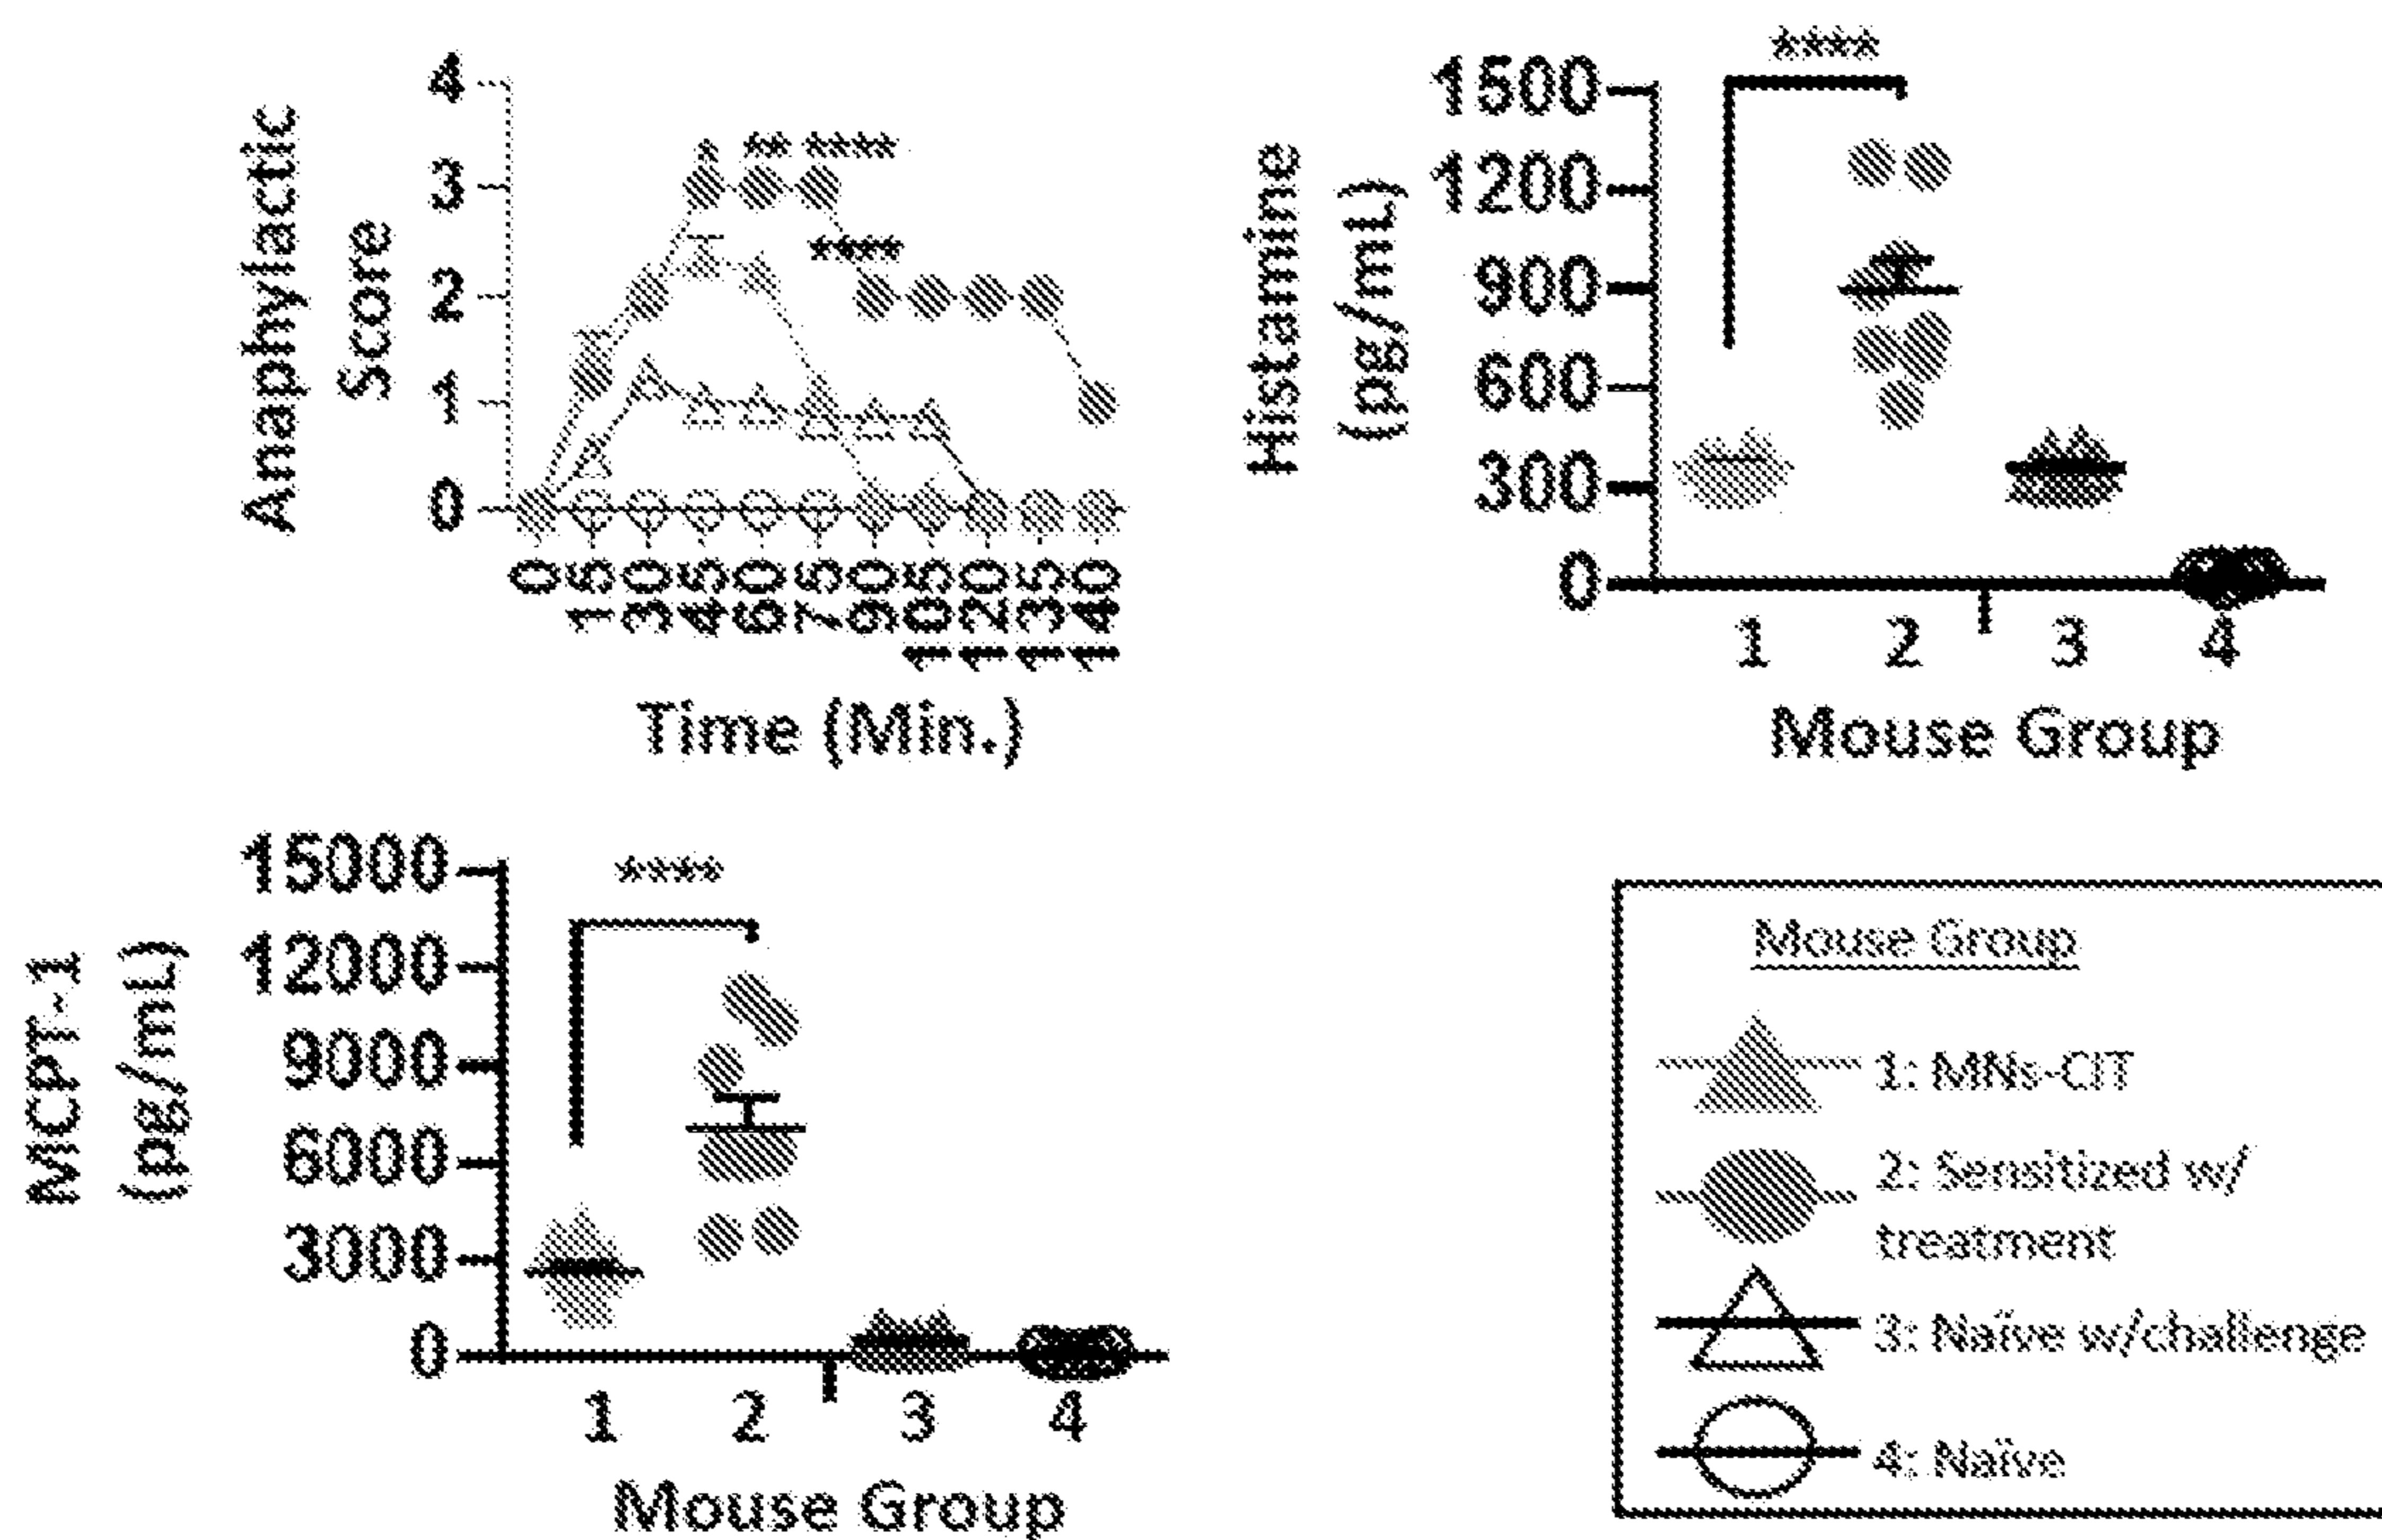 Anaphylactic
Score
4
3
2
1
0
* ** ****
****
0 15 30 45 60 75 90 105 120 135 140
Time (Min.)
Histamine
(pg/mL)
1500
1200
900
600
300
0
****
1 2 3 4
Mouse Group
MCPT-1
(pg/mL)
15000
12000
9000
6000
3000
0
****
1 2 3 4
Mouse Group
Mouse Group
1: MNs-CIT
2: Sensitized w/
treatment
3: Naïve w/challenge
4: Naïve